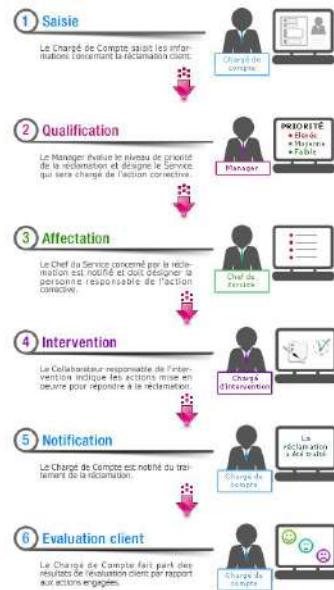 1 Saisie
Le Chargé de Compte saisit les infor-
mations concernant la réclamation client.
Chargé de
compte
2 Qualification
Le Manager évalue le niveau de priorité
de la réclamation et désigne le Service
qui sera chargé de l'action corrective.
Manager
PRIORITÉ
Elevée
Moyenne
Faible
3 Affectation
Le Chef du Service concerné par la récla-
mation est notifié et doit désigner la
personne responsable de l'action
corrective.
Chef de
service
4 Intervention
Le Collaborateur responsable de l'inter-
vention indique les actions mise en
oeuvre pour répondre à la réclamation.
Chargé
d'intervention
5 Notification
Le Chargé de Compte est notifié du trai-
tement de la réclamation.
Chargé de
compte
La
réclamation
a été traité
6 Evaluation client
Le Chargé de Compte fait part des
résultats de l'évaluation client par rapport
aux actions engagées.
Chargé de
compte